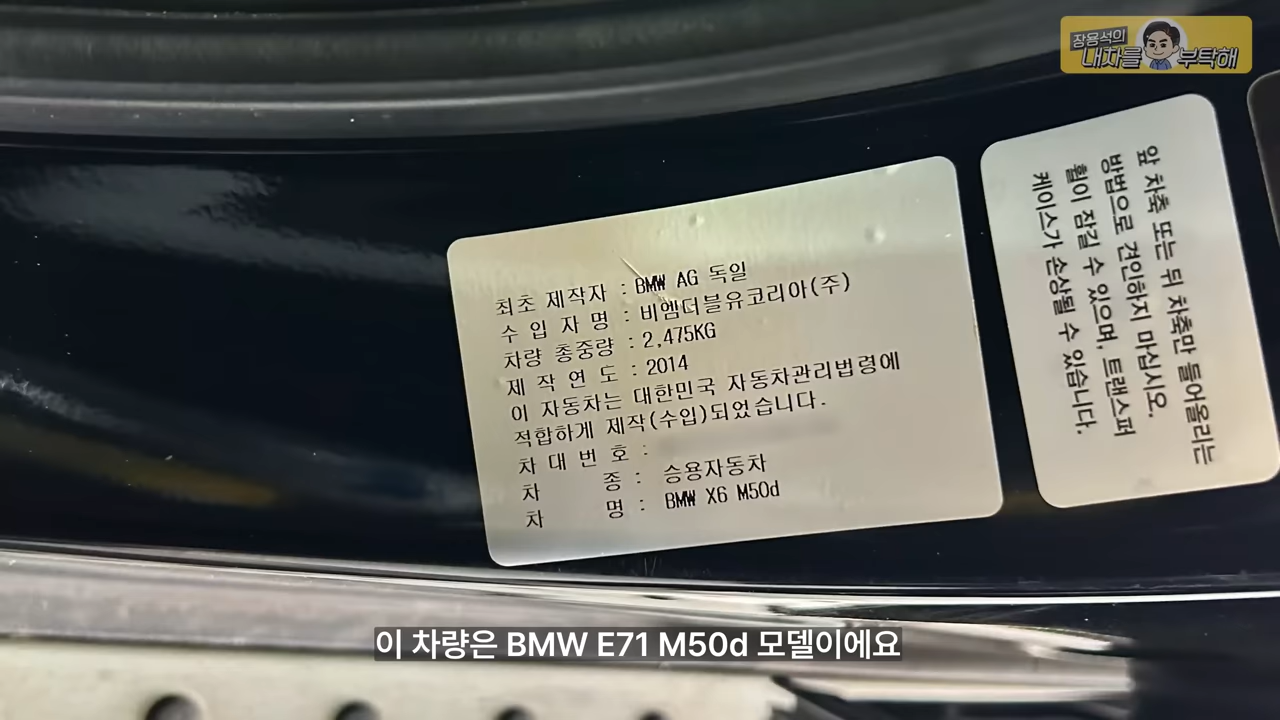 장용석의
내차를 부탁해
최초 제작자 : BMW AG 독일
수 입 자 명 : 비엠더블유코리아(주)
차량 총중량 : 2,475KG
제 작 연 도 : 2014
이 자동차는 대한민국 자동차관리법령에
적합하게 제작(수입)되었습니다.
차 대 번 호 :
차 종 : 승용자동차
차 명 : BMW X6 M50d
앞 차축 또는 뒤 차축만 들어올리는
방법으로 견인하지 마십시오.
휠이 잠길 수 있으며, 트랜스퍼
케이스가 손상될 수 있습니다.
이 차량은 BMW E71 M50d 모델이에요